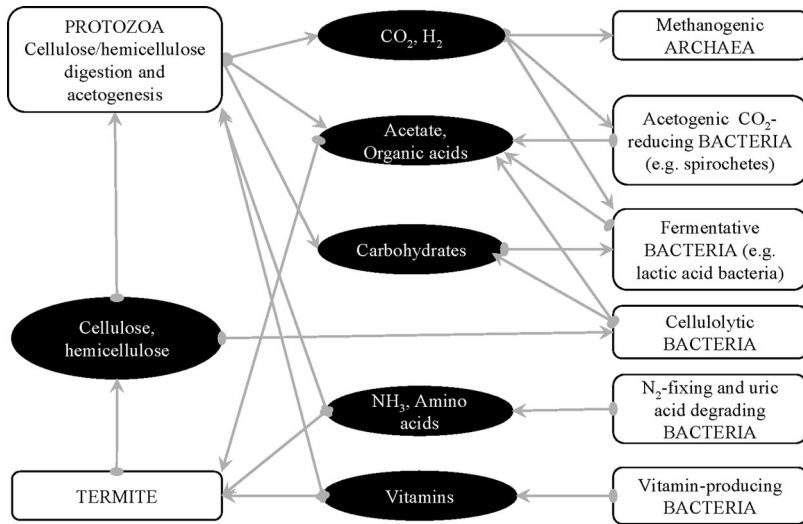 PROTOZOA
Cellulose/hemicellulose
digestion and
acetogenesis
CO₂, H₂
Methanogenic
ARCHAEA
Acetate,
Organic acids
Acetogenic CO₂-
reducing BACTERIA
(e.g. spirochetes)
Carbohydrates
Fermentative
BACTERIA (e.g.
lactic acid bacteria)
Cellulose,
hemicellulose
Cellulolytic
BACTERIA
NH₃, Amino
acids
N₂-fixing and uric
acid degrading
BACTERIA
TERMITE
Vitamins
Vitamin-producing
BACTERIA